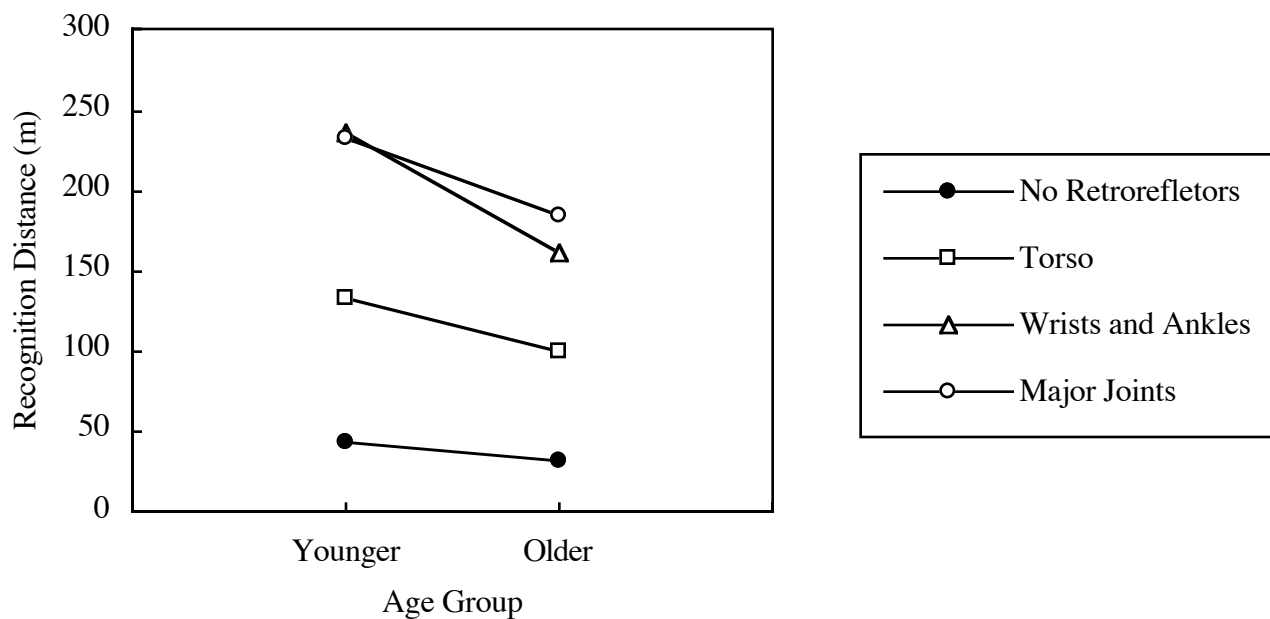 300
250
200
150
100
50
0
Recognition Distance (m)
Younger
Older
Age Group
No Retrorefletors
Torso
Wrists and Ankles
Major Joints